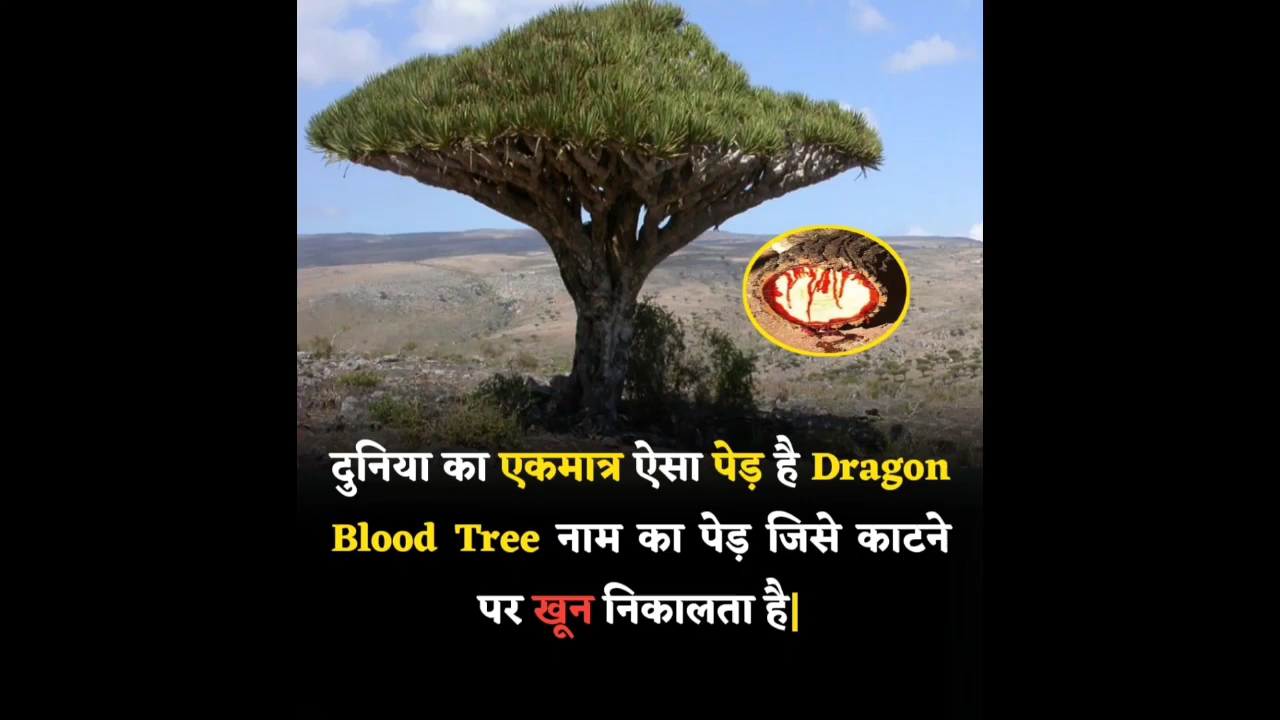 दुनिया का एकमात्र ऐसा पेड़ है Dragon
Blood Tree नाम का पेड़ जिसे काटने
पर खून निकालता है|